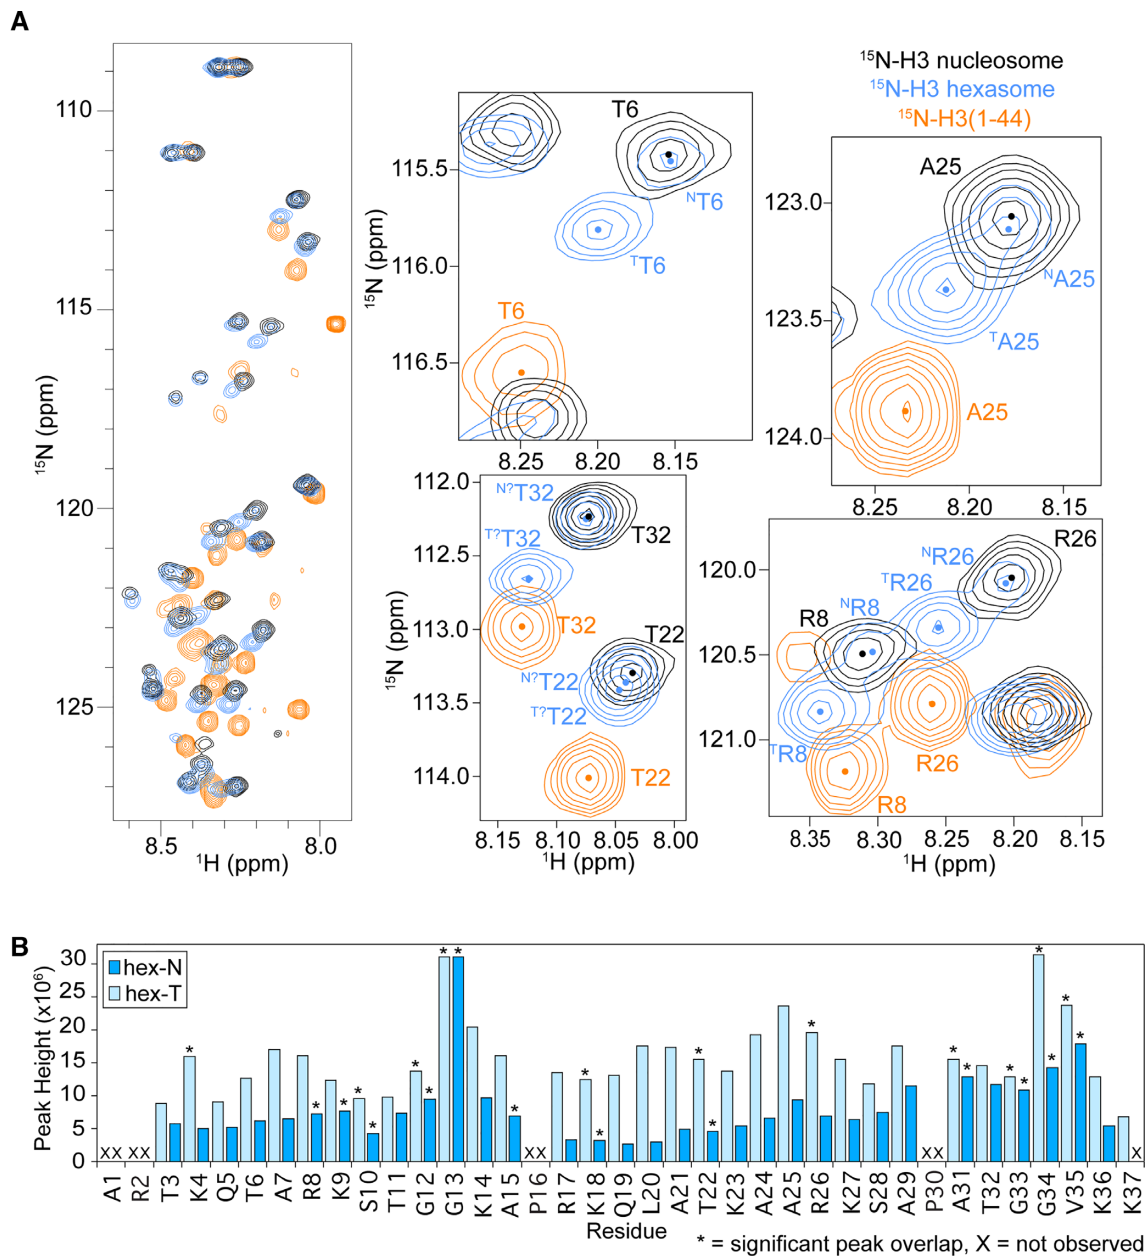 A
¹⁵N-H3 nucleosome
¹⁵N-H3 hexasome
¹⁵N-H3(1-44)
110
115
120
125
¹⁵N (ppm)
8.5
8.0
¹H (ppm)
T6
ᴺT6
ᵀT6
T6
115.5
116.0
116.5
¹⁵N (ppm)
8.25
8.20
8.15
A25
ᴺA25
ᵀA25
A25
123.0
123.5
124.0
8.25
8.20
8.15
ᴺ?T32
T32
ᵀ?T32
T32
T22
ᴺ?T22
ᵀ?T22
T22
112.0
112.5
113.0
113.5
114.0
¹⁵N (ppm)
8.15
8.10
8.05
8.00
¹H (ppm)
R26
ᴺR26
ᵀR26
ᴺR8
R8
ᵀR8
R26
R8
120.0
120.5
121.0
8.35
8.30
8.25
8.20
8.15
¹H (ppm)
B
hex-N
hex-T
Peak Height (x10⁶)
30
25
20
15
10
5
0
* * * * * * * * * * * * * * * * * * * * * * *
X X X X X X X X X
A1 R2 T3 K4 Q5 T6 A7 R8 K9 S10 T11 G12 G13 K14 A15 P16 R17 K18 Q19 L20 A21 T22 K23 A24 A25 R26 K27 S28 A29 P30 A31 T32 G33 G34 V35 K36 K37
Residue
* = significant peak overlap, X = not observed